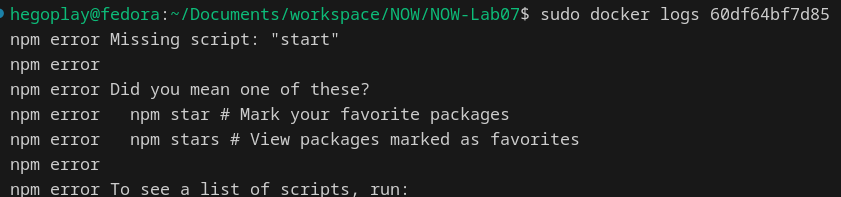 hegoplay@fedora:~/Documents/workspace/NOW/NOW-Lab07$ sudo docker logs 60df64bf7d85
npm error Missing script: "start"
npm error
npm error Did you mean one of these?
npm error   npm star # Mark your favorite packages
npm error   npm stars # View packages marked as favorites
npm error
npm error To see a list of scripts, run: